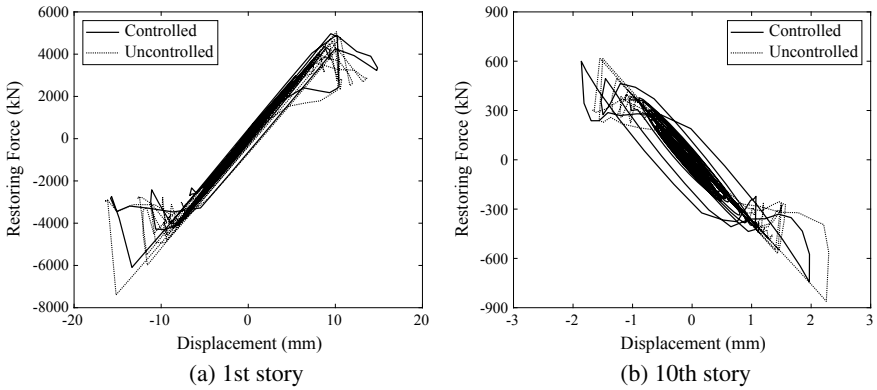 6000
4000
2000
0
-2000
-4000
-6000
-8000
Restoring Force (kN)
Controlled
Uncontrolled
-20
-10
0
10
20
Displacement (mm)
(a) 1st story
900
600
300
0
-300
-600
-900
Restoring Force (kN)
Controlled
Uncontrolled
-3
-2
-1
0
1
2
3
Displacement (mm)
(b) 10th story